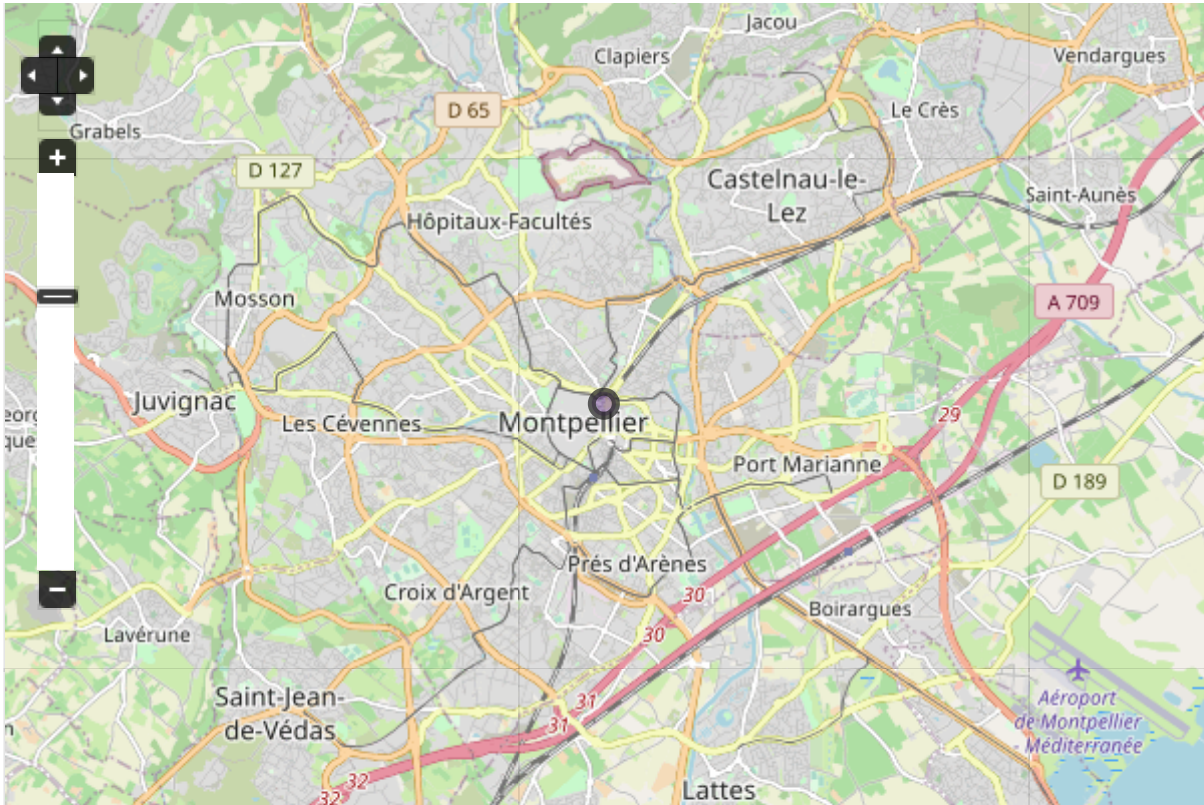 Jacou
Clapiers
Vendargues
D 65
Le Crès
Grabels
D 127
Castelnau-le-
Lez
Saint-Aunès
Hôpitaux-Facultés
Mosson
A 709
Juvignac
Les Cévennes
Montpellier
29
Port Marianne
D 189
Prés d'Arènes
Croix d'Argent
30
Boirargues
Lavérune
30
Saint-Jean-
de-Védas
31
31
Aéroport
de Montpellier
- Méditerranée
32
32
Lattes
+
−